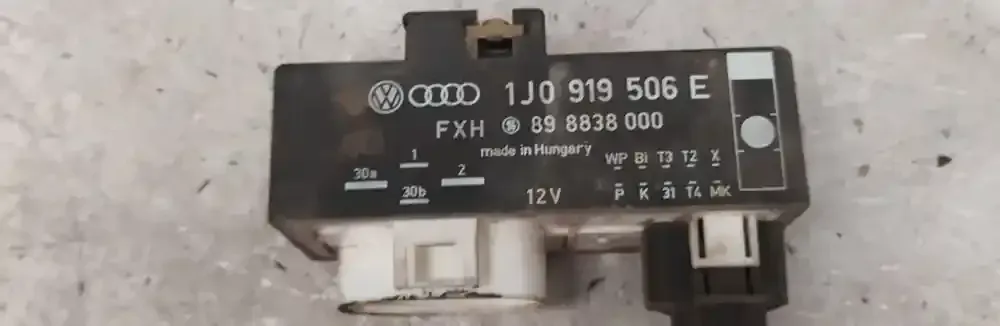 1J0 919 506 E
FXH 89 8838 000
made in Hungary
1
30a 2
30b
12V
WP Bi T3 T2 X
P K 31 T4 MK